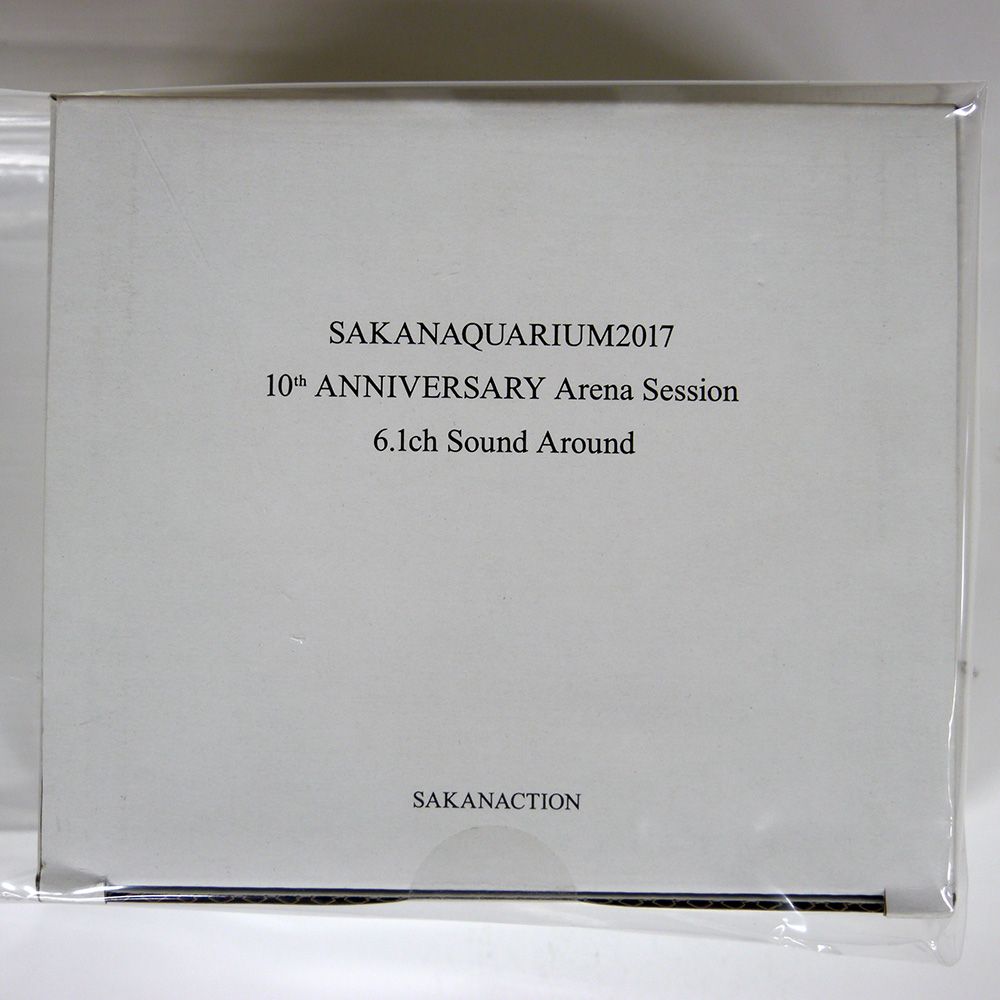 SAKANAQUARIUM2017
10th ANNIVERSARY Arena Session
6.1ch Sound Around
SAKANACTION